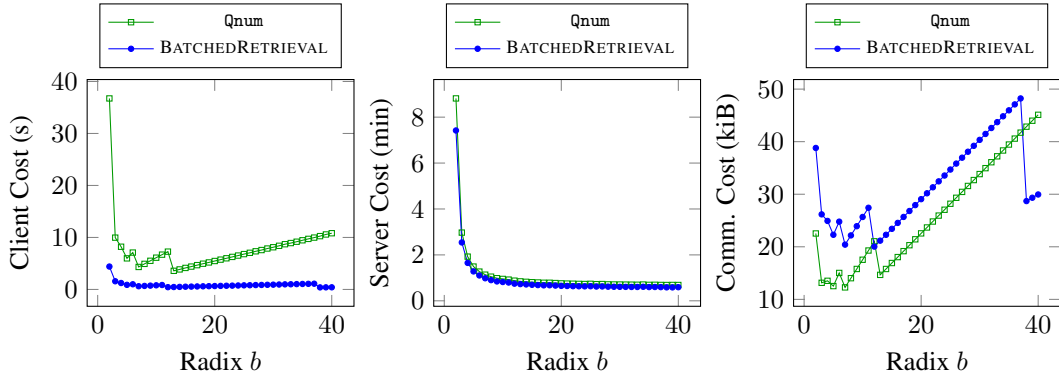 Qnum
BATCHEDRETRIEVAL
Client Cost (s)
40
30
20
10
0
0
20
40
Radix b
Qnum
BATCHEDRETRIEVAL
Server Cost (min)
8
6
4
2
0
0
20
40
Radix b
Qnum
BATCHEDRETRIEVAL
Comm. Cost (kiB)
50
40
30
20
10
0
20
40
Radix b